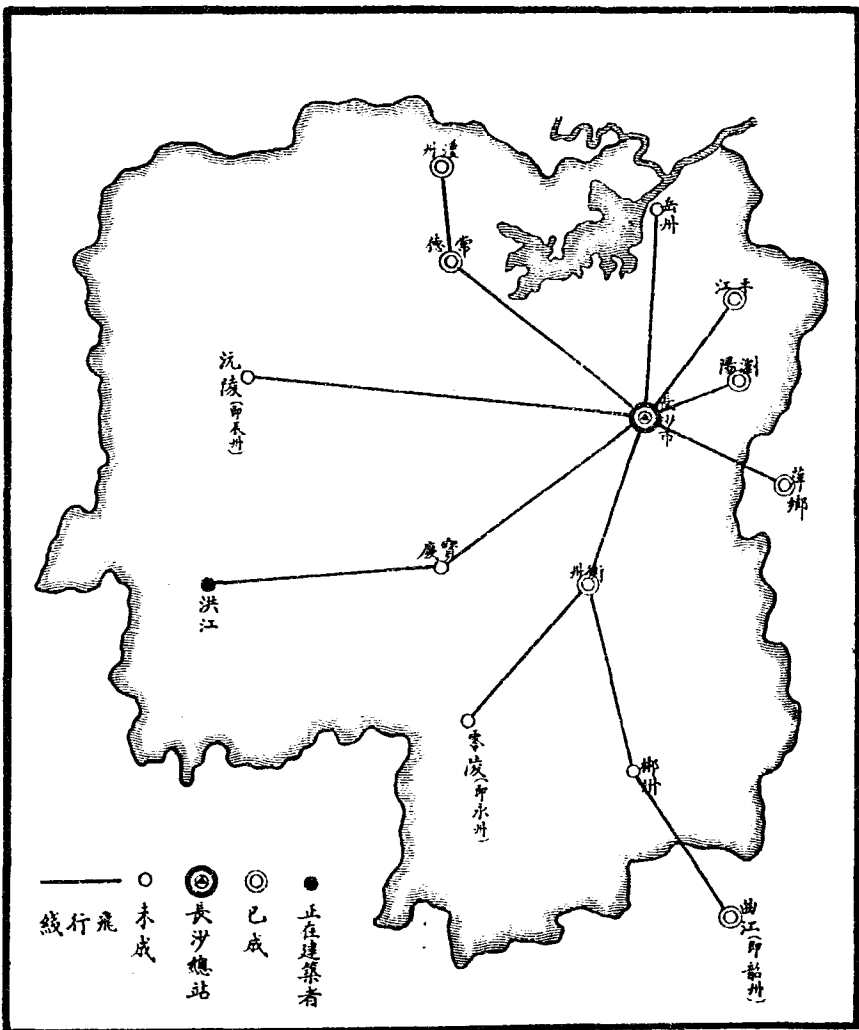 澧州
常德
岳州
平江
瀏陽
長沙市
萍鄉
沅陵(即辰州)
寶慶
洪江
衡州
零陵(即永州)
郴州
曲江(即韶州)
正在建築者
已成
長沙總站
未成
飛行綫